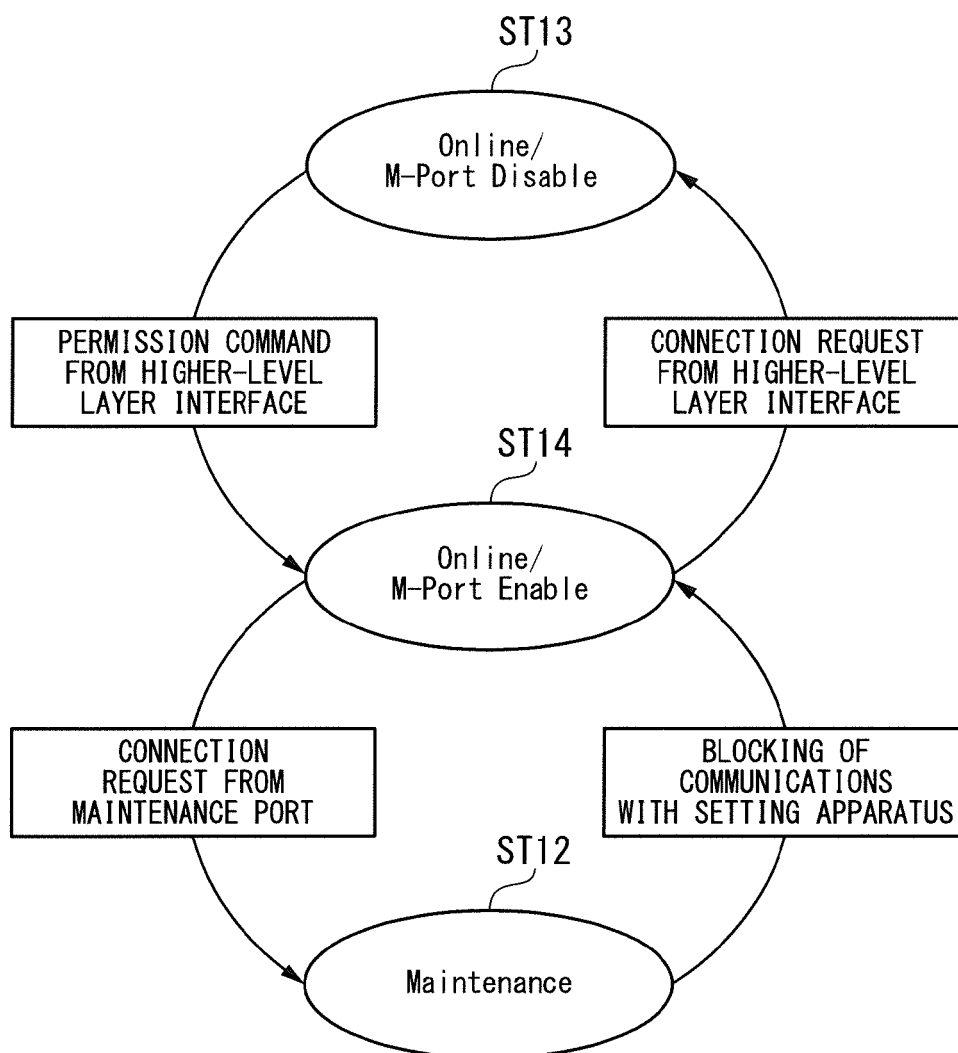 ST13
Online/
M-Port Disable
PERMISSION COMMAND
FROM HIGHER-LEVEL
LAYER INTERFACE
CONNECTION REQUEST
FROM HIGHER-LEVEL
LAYER INTERFACE
ST14
Online/
M-Port Enable
CONNECTION
REQUEST FROM
MAINTENANCE PORT
BLOCKING OF
COMMUNICATIONS
WITH SETTING APPARATUS
ST12
Maintenance